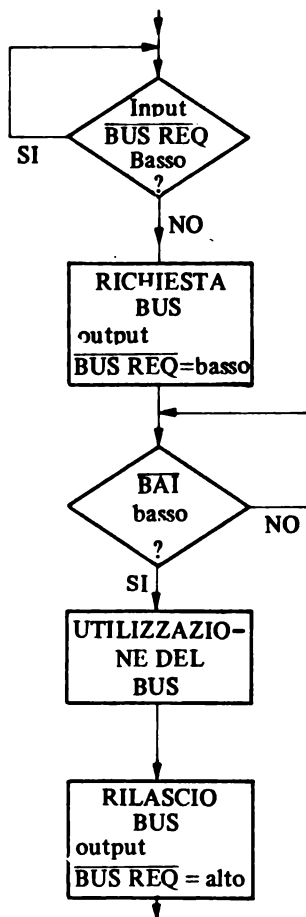 Input
BUS REQ
Basso
?
SI
NO
RICHIESTA
BUS
output
BUS REQ=basso
BAI
basso
?
NO
SI
UTILIZZAZIO-
NE DEL
BUS
RILASCIO
BUS
output
BUS REQ = alto